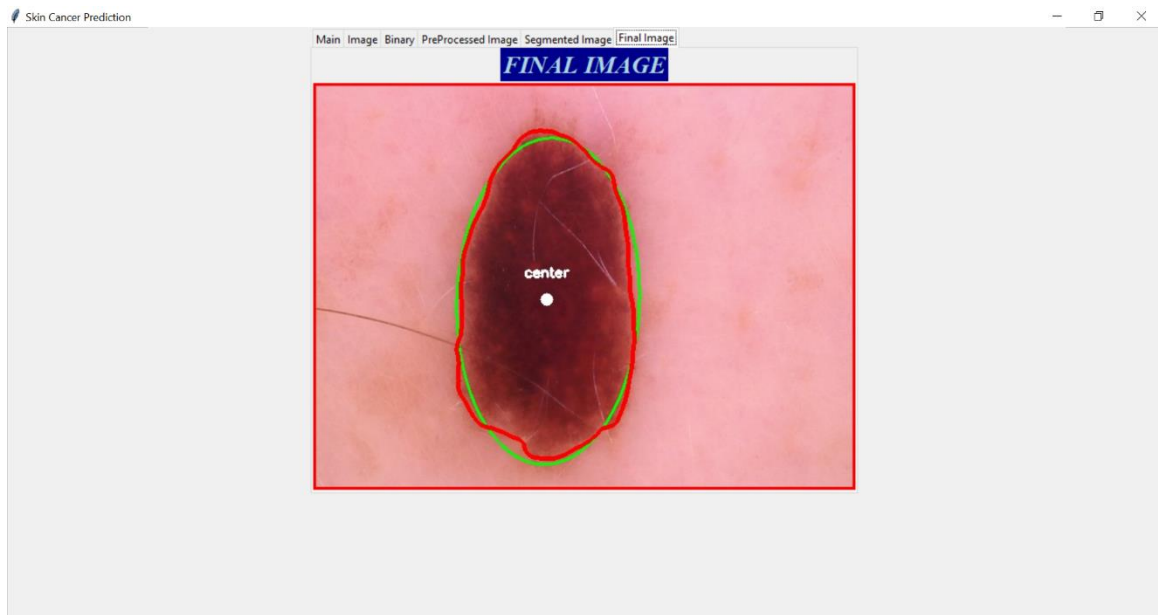 Skin Cancer Prediction
Main Image Binary PreProcessed Image Segmented Image Final Image
FINAL IMAGE
center